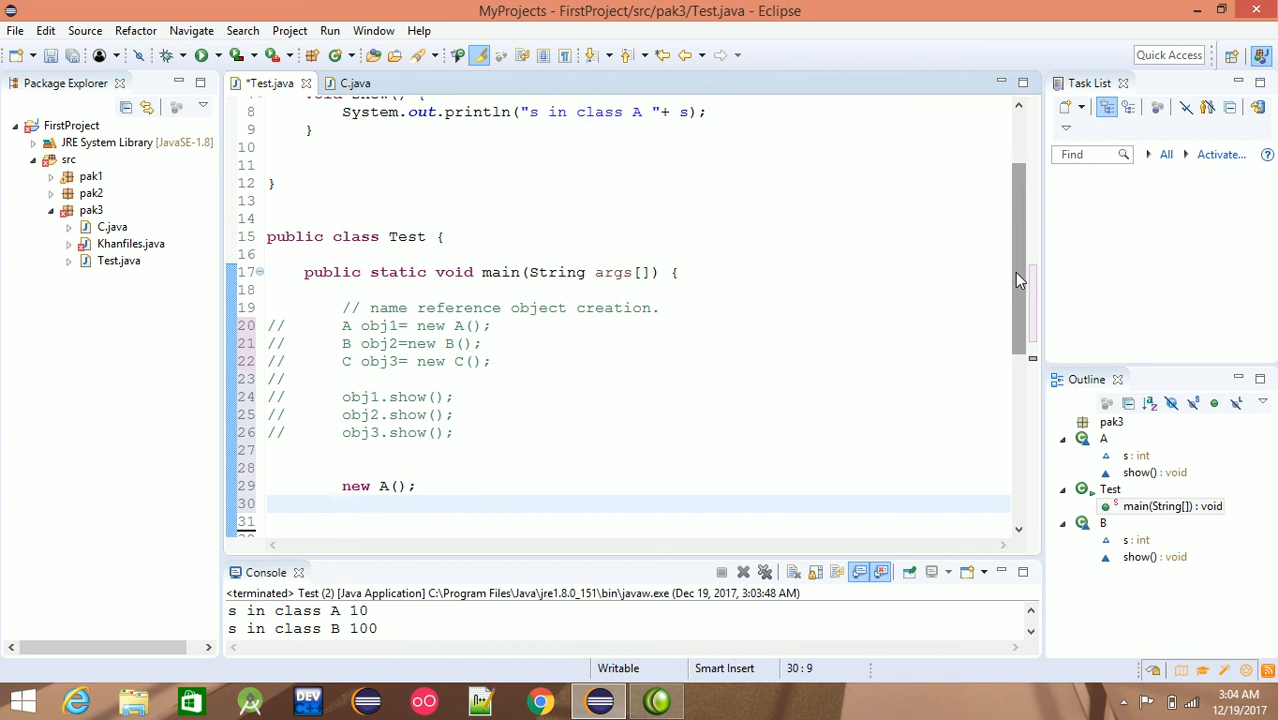 MyProjects - FirstProject/src/pak3/Test.java - Eclipse
File Edit Source Refactor Navigate Search Project Run Window Help
Quick Access
Package Explorer
*Test.java
C.java
Task List
FirstProject
JRE System Library [JavaSE-1.8]
src
pak1
pak2
pak3
C.java
Khanfiles.java
Test.java
8 System.out.println("s in class A "+ s);
9 }
10
11
12 }
13
14
15 public class Test {
16
17 public static void main(String args[]) {
18
19 // name reference object creation.
20 // A obj1= new A();
21 // B obj2=new B();
22 // C obj3= new C();
23 //
24 // obj1.show();
25 // obj2.show();
26 // obj3.show();
27
28
29 new A();
30
31
Find All Activate...
Outline
pak3
A
s : int
show() : void
Test
main(String[]) : void
B
s : int
show() : void
Console
<terminated> Test (2) [Java Application] C:\Program Files\Java\jre1.8.0_151\bin\javaw.exe (Dec 19, 2017, 3:03:48 AM)
s in class A 10
s in class B 100
Writable
Smart Insert
30 : 9
DEV
3:04 AM
12/19/2017